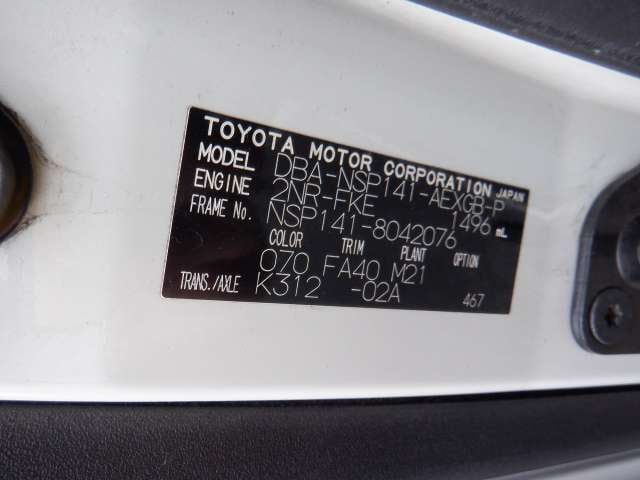 TOYOTA MOTOR CORPORATION JAPAN
MODEL DBA-NSP141-AEXGB-P
ENGINE 2NR-FKE 1496 mL
FRAME No. NSP141-8042076
COLOR TRIM PLANT OPTION
070 FA40 M21
TRANS./AXLE K312 -02A 467